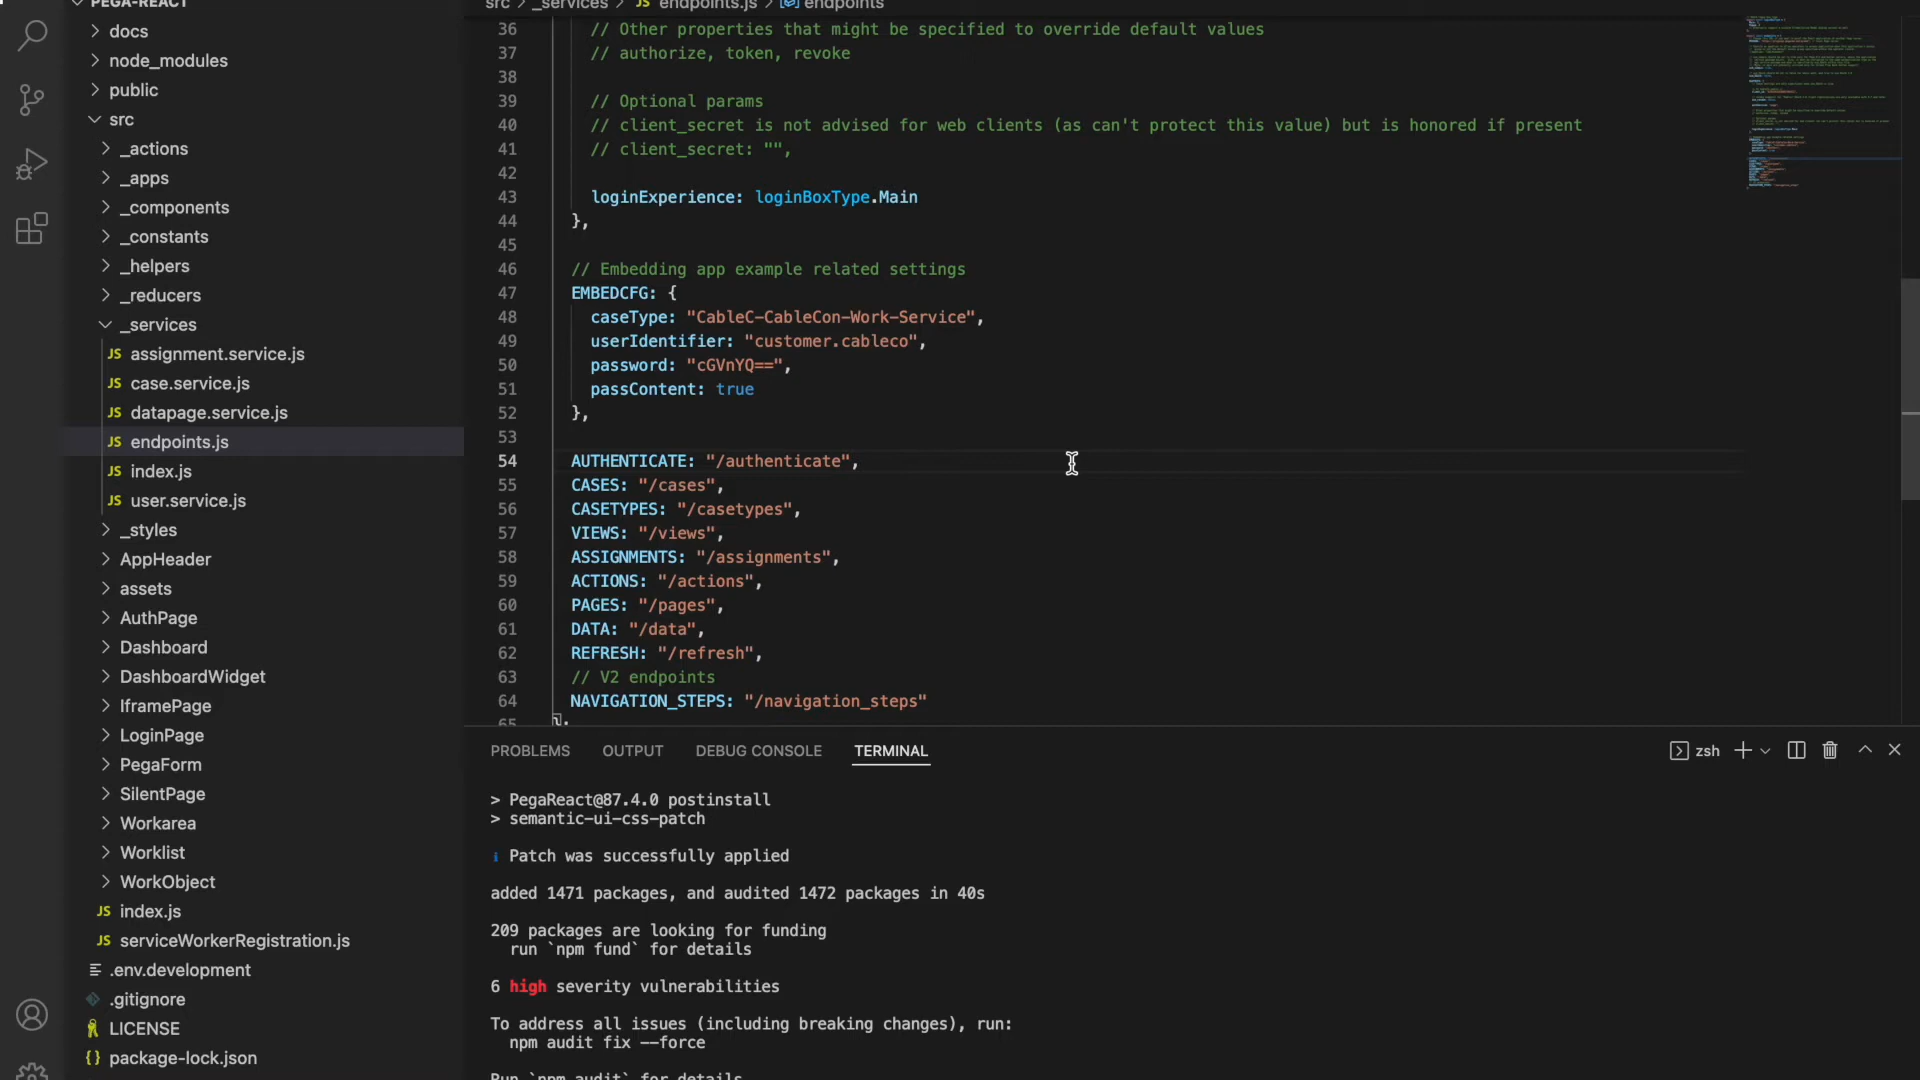 PEGA-REACT
docs
node_modules
public
src
_actions
_apps
_components
_constants
_helpers
_reducers
_services
JS assignment.service.js
JS case.service.js
JS datapage.service.js
JS endpoints.js
JS index.js
JS user.service.js
_styles
AppHeader
assets
AuthPage
Dashboard
DashboardWidget
IframePage
LoginPage
PegaForm
SilentPage
Workarea
Worklist
WorkObject
JS index.js
JS serviceWorkerRegistration.js
.env.development
.gitignore
LICENSE
{} package-lock.json
src > _services > JS endpoints.js > endpoints
36 // Other properties that might be specified to override default values
37 // authorize, token, revoke
38
39 // Optional params
40 // client_secret is not advised for web clients (as can't protect this value) but is honored if present
41 // client_secret: "",
42
43 loginExperience: loginBoxType.Main
44 },
45
46 // Embedding app example related settings
47 EMBEDCFG: {
48 caseType: "CableC-CableCon-Work-Service",
49 userIdentifier: "customer.cableco",
50 password: "cGVnYQ==",
51 passContent: true
52 },
53
54 AUTHENTICATE: "/authenticate",
55 CASES: "/cases",
56 CASETYPES: "/casetypes",
57 VIEWS: "/views",
58 ASSIGNMENTS: "/assignments",
59 ACTIONS: "/actions",
60 PAGES: "/pages",
61 DATA: "/data",
62 REFRESH: "/refresh",
63 // V2 endpoints
64 NAVIGATION_STEPS: "/navigation_steps"
65 };
PROBLEMS OUTPUT DEBUG CONSOLE TERMINAL
zsh
> PegaReact@87.4.0 postinstall
> semantic-ui-css-patch
i Patch was successfully applied
added 1471 packages, and audited 1472 packages in 40s
209 packages are looking for funding
run `npm fund` for details
6 high severity vulnerabilities
To address all issues (including breaking changes), run:
npm audit fix --force
Run `npm audit` for details